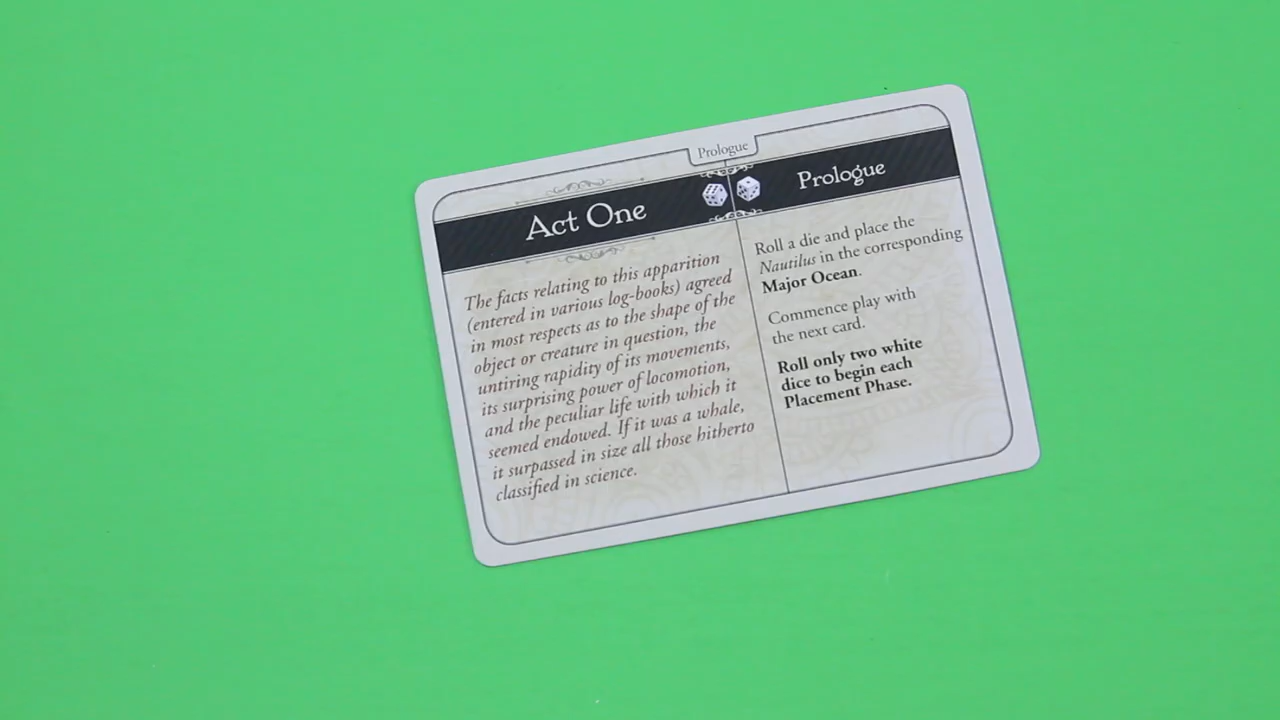 Prologue
Act One
The facts relating to this apparition
(entered in various log-books) agreed
in most respects as to the shape of the
object or creature in question, the
untiring rapidity of its movements,
its surprising power of locomotion,
and the peculiar life with which it
seemed endowed. If it was a whale,
it surpassed in size all those hitherto
classified in science.
Prologue
Roll a die and place the
Nautilus in the corresponding
Major Ocean.
Commence play with
the next card.
Roll only two white
dice to begin each
Placement Phase.